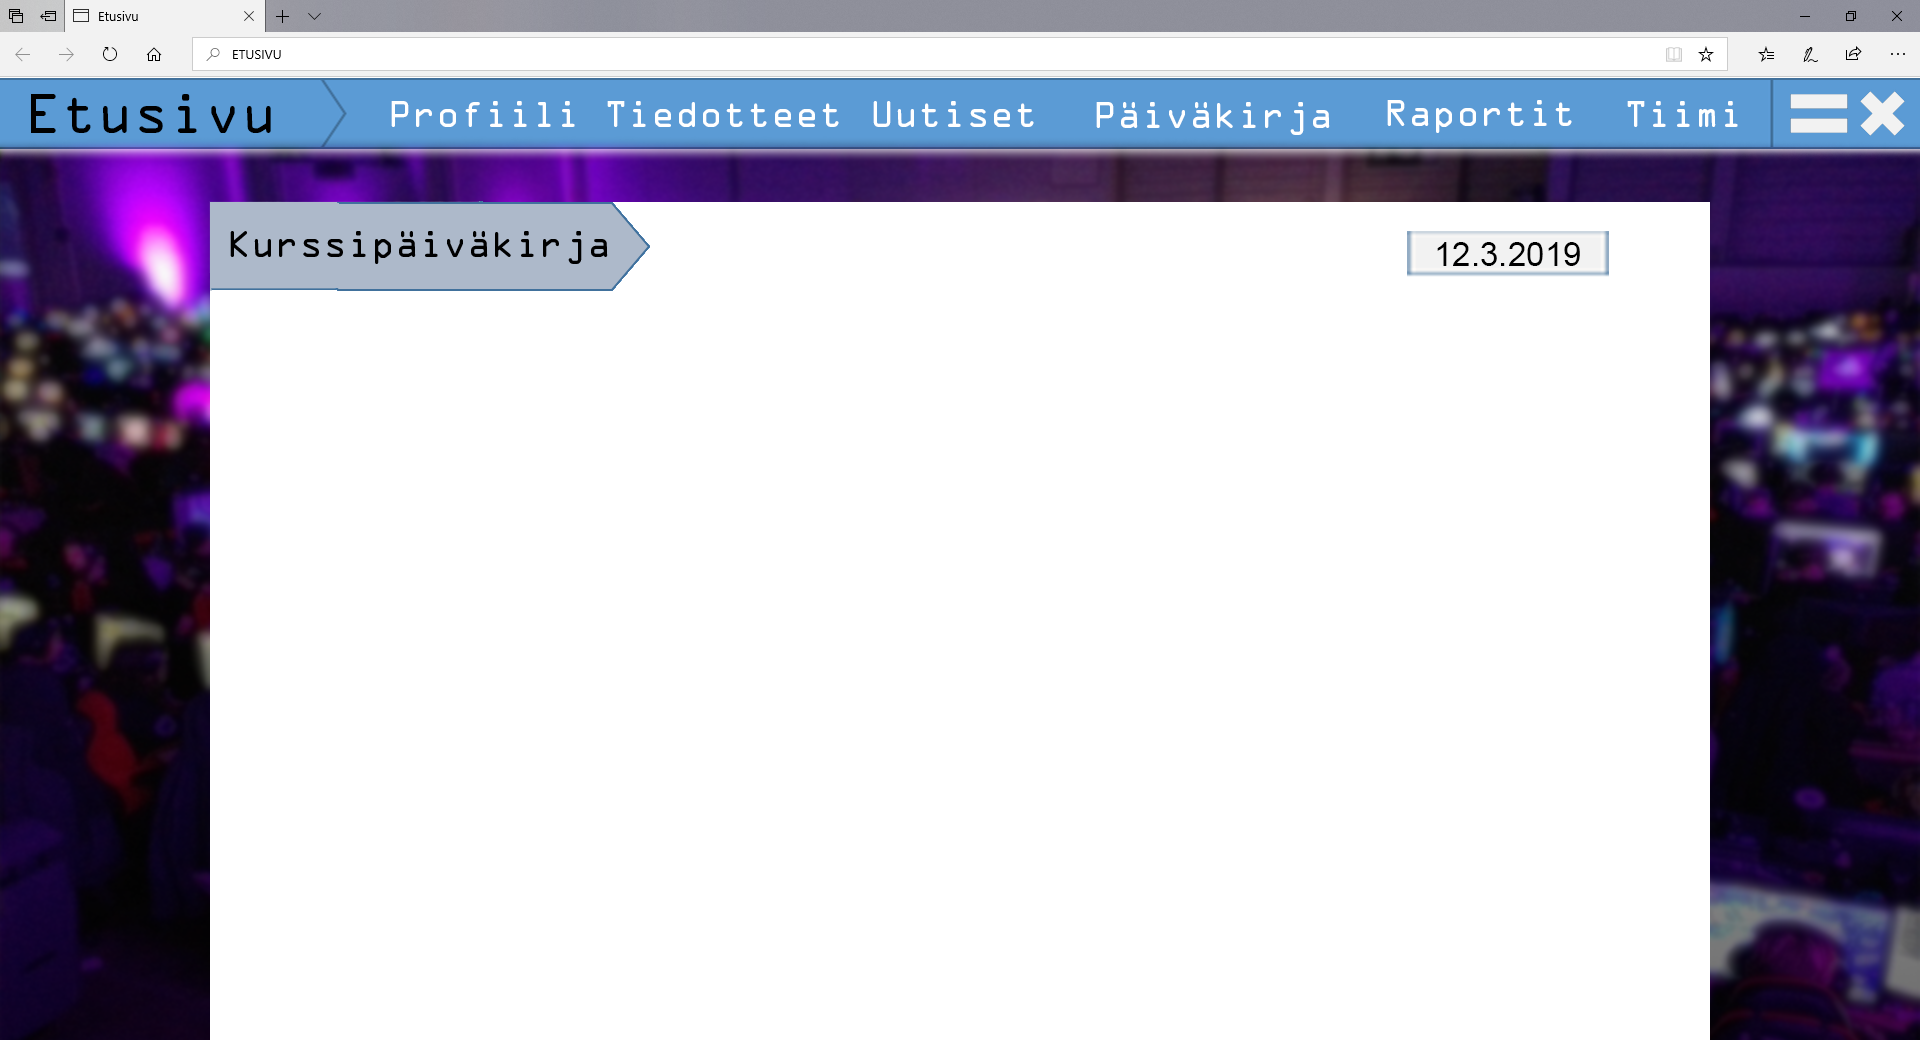 Etusivu
ETUSIVU
Etusivu Profiili Tiedotteet Uutiset Päiväkirja Raportit Tiimi
Kurssipäiväkirja
12.3.2019